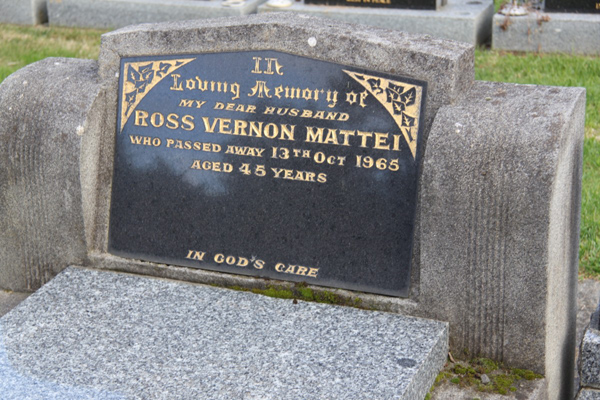 In
Loving Memory of
MY DEAR HUSBAND
ROSS VERNON MATTEI
WHO PASSED AWAY 13TH OCT 1965
AGED 45 YEARS
IN GOD'S CARE